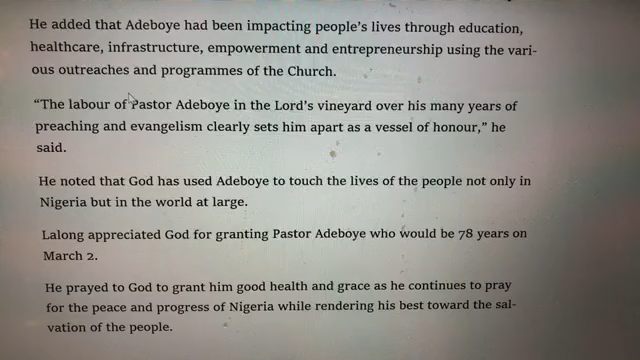 He added that Adeboye had been impacting people's lives through education,
healthcare, infrastructure, empowerment and entrepreneurship using the vari-
ous outreaches and programmes of the Church.
“The labour of Pastor Adeboye in the Lord's vineyard over his many years of
preaching and evangelism clearly sets him apart as a vessel of honour,” he
said.
He noted that God has used Adeboye to touch the lives of the people not only in
Nigeria but in the world at large.
Lalong appreciated God for granting Pastor Adeboye who would be 78 years on
March 2.
He prayed to God to grant him good health and grace as he continues to pray
for the peace and progress of Nigeria while rendering his best toward the sal-
vation of the people.